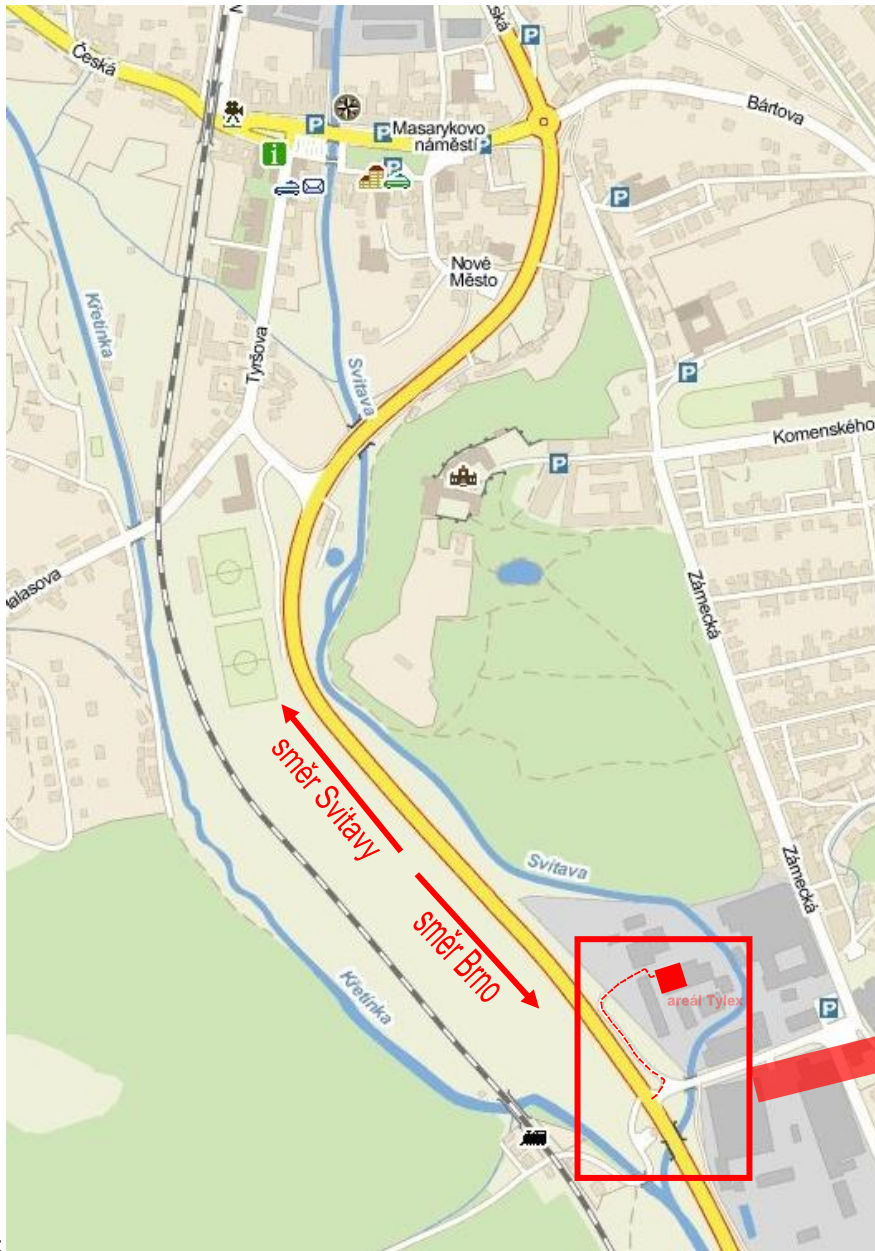 ská
Česká
Bártova
Masarykovo
náměstí
Nové
Město
Křetínka
Tyršova
Svitava
Komenského
alasova
Zámecká
směr Svitavy
Svitava
Zámecká
směr Brno
areál Tylex
Křetínka